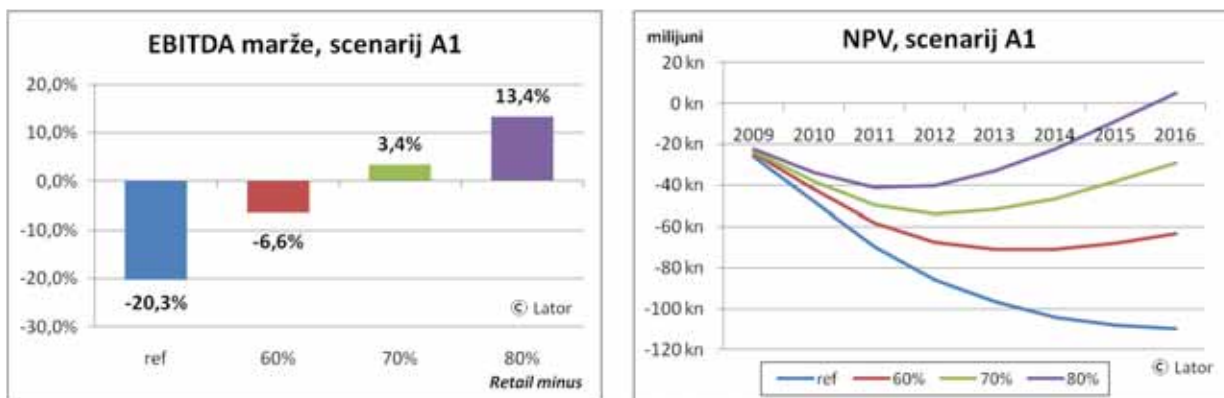 EBITDA marže, scenarij A1
20,0%
10,0%
0,0%
-10,0%
-20,0%
-30,0%
-20,3%
-6,6%
3,4%
13,4%
© Lator
ref 60% 70% 80%
Retail minus
milijuni
NPV, scenarij A1
20 kn
0 kn
-20 kn
-40 kn
-60 kn
-80 kn
-100 kn
-120 kn
2009 2010 2011 2012 2013 2014 2015 2016
ref 60% 70% 80%
© Lator